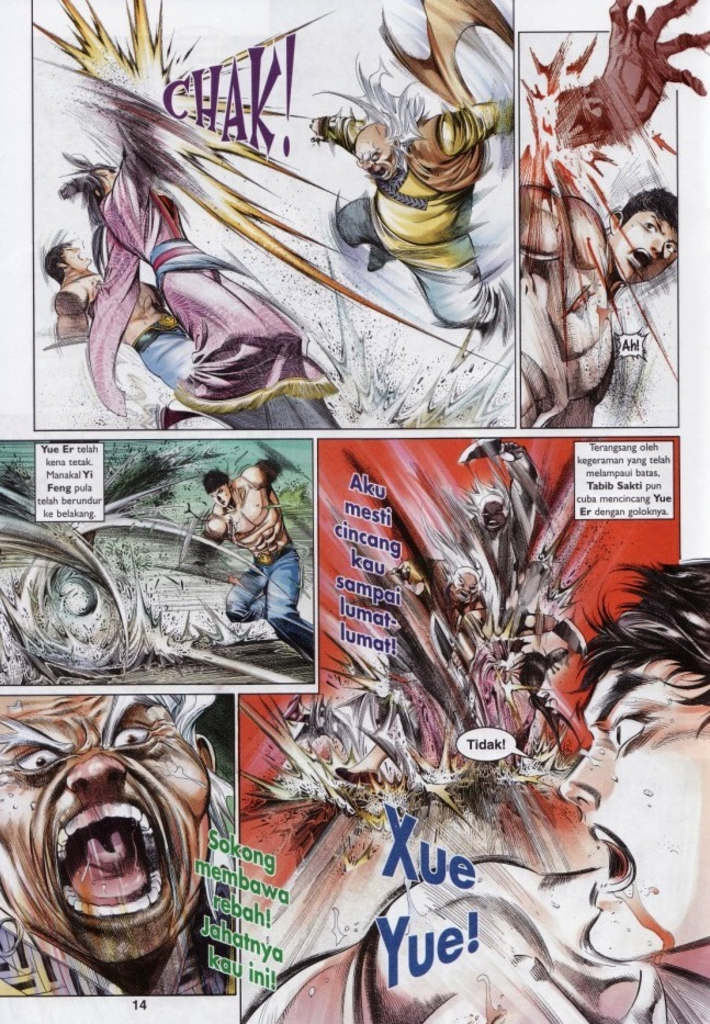 CHAK!
Ah!
Yue Er telah
kena tetak.
Manakal Yi
Feng pula
telah berundur
ke belakang.
Terangsang oleh
kegeraman yang telah
melampaui batas,
Tabib Sakti pun
cuba mencincang Yue
Er dengan goloknya.
Aku
mesti
cincang
kau
sampai
lumat-
lumat!
Tidak!
Sokong
membawa
rebah!
Jahatnya
kau ini!
Xue
Yue!
14